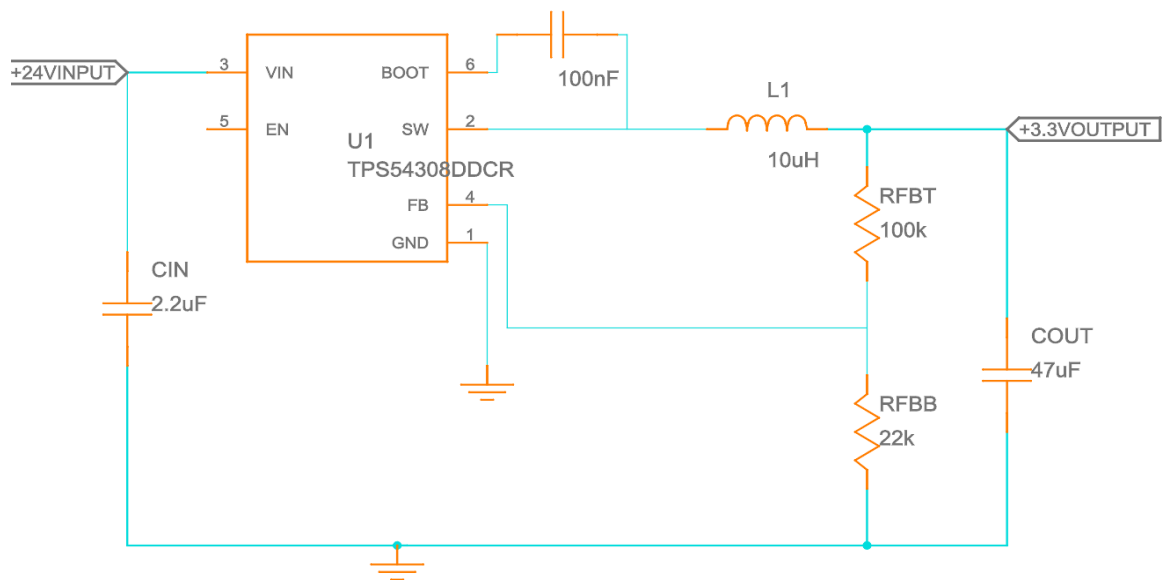 +24VINPUT
3
VIN
BOOT
6
100nF
5
EN
SW
2
L1
10uH
+3.3VOUTPUT
U1
TPS54308DDCR
FB
4
GND
1
RFBT
100k
CIN
2.2uF
COUT
47uF
RFBB
22k